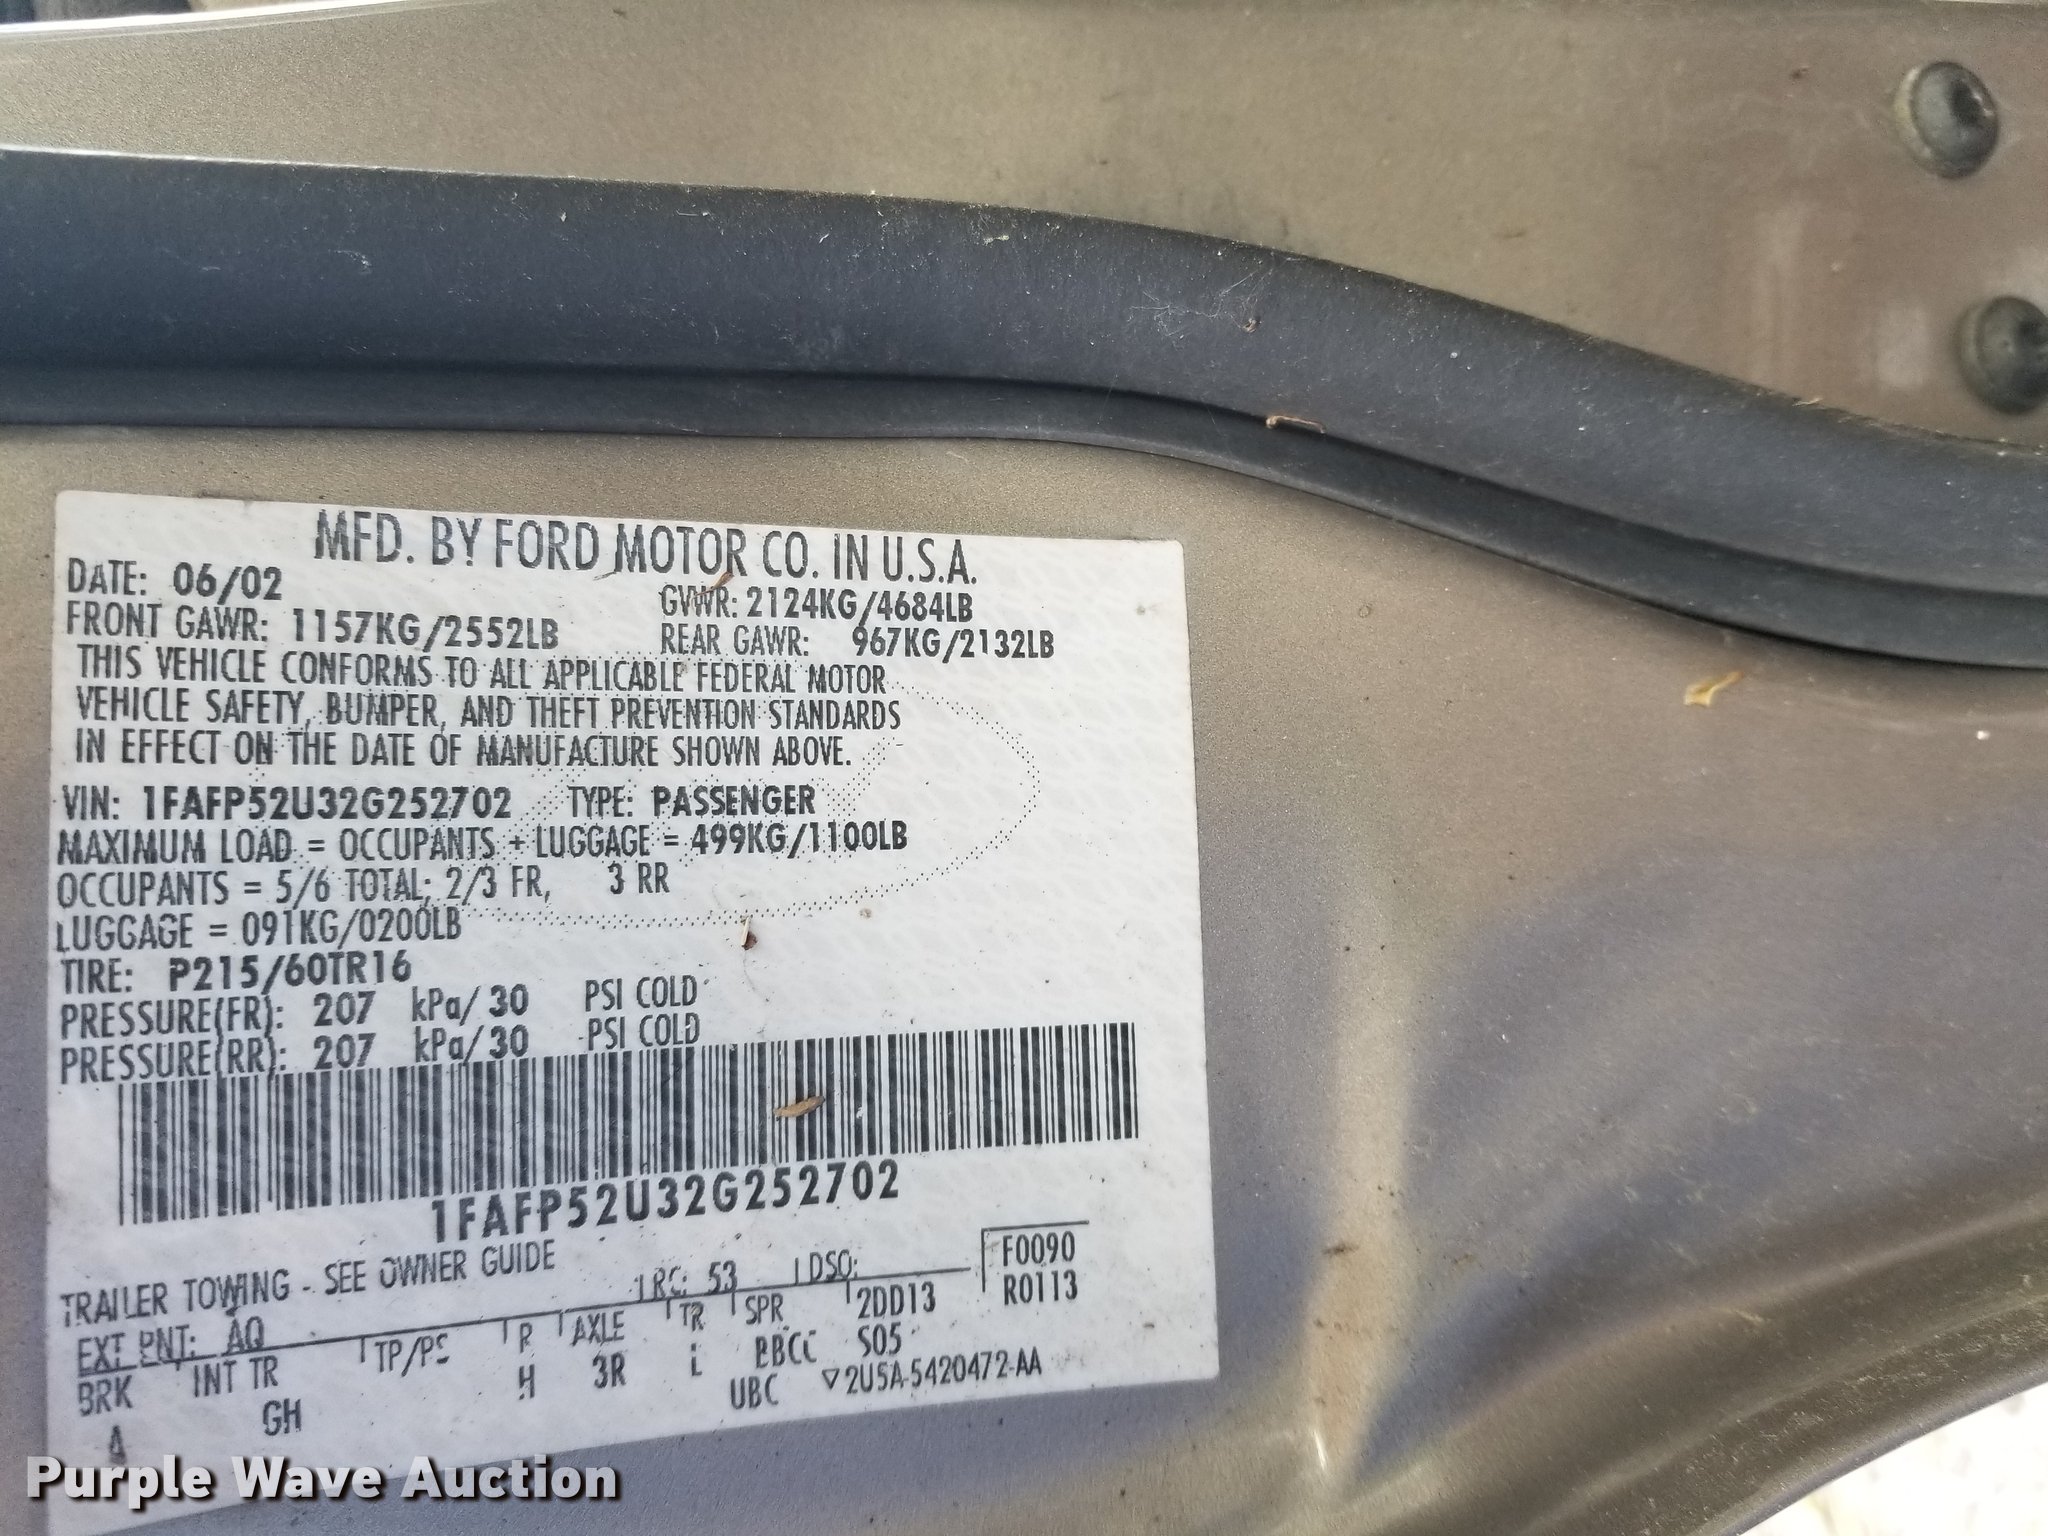 MFD. BY FORD MOTOR CO. IN U.S.A.
DATE: 06/02 GVWR: 2124KG/4684LB
FRONT GAWR: 1157KG/2552LB REAR GAWR: 967KG/2132LB
THIS VEHICLE CONFORMS TO ALL APPLICABLE FEDERAL MOTOR
VEHICLE SAFETY, BUMPER, AND THEFT PREVENTION STANDARDS
IN EFFECT ON THE DATE OF MANUFACTURE SHOWN ABOVE.
VIN: 1FAFP52U32G252702 TYPE: PASSENGER
MAXIMUM LOAD = OCCUPANTS + LUGGAGE = 499KG/1100LB
OCCUPANTS = 5/6 TOTAL; 2/3 FR, 3 RR
LUGGAGE = 091KG/0200LB
TIRE: P215/60TR16
PRESSURE(FR): 207 kPa/30 PSI COLD
PRESSURE(RR): 207 kPa/30 PSI COLD
1FAFP52U32G252702
TRAILER TOWING - SEE OWNER GUIDE
F0090
EXT PNT: AQ RC: 53 DSO: R0113
BRK INT TR TP/PS R AXLE TR SPR 2DD13
A GH H 3R BBCC S05
UBC ▽2U5A-5420472-AA
Purple Wave Auction